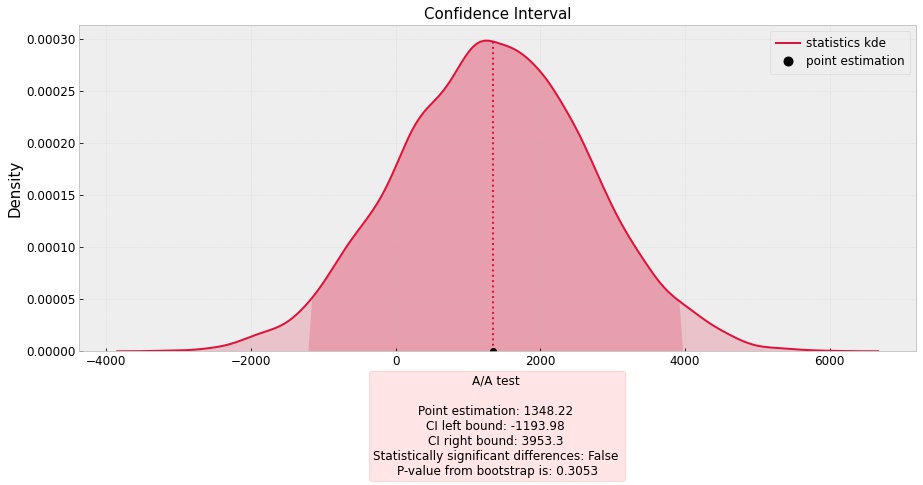 Confidence Interval
statistics kde
point estimation
Density
0.00030
0.00025
0.00020
0.00015
0.00010
0.00005
0.00000
−4000 −2000 0 2000 4000 6000
A/A test
Point estimation: 1348.22
CI left bound: -1193.98
CI right bound: 3953.3
Statistically significant differences: False
P-value from bootstrap is: 0.3053